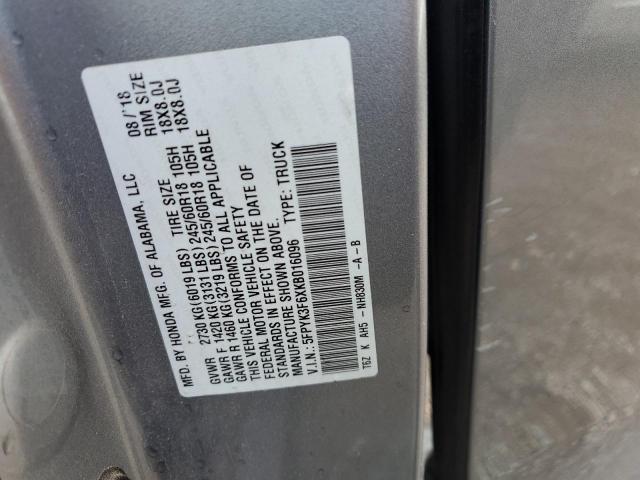 MFD. BY HONDA MFG. OF ALABAMA, LLC 08/'18
TIRE SIZE RIM SIZE
GVWR 2730 KG(6019 LBS)
GAWR F 1420 KG(3131 LBS) 245/60R18 105H 18X8.0J
GAWR R 1460 KG(3219 LBS) 245/60R18 105H 18X8.0J
THIS VEHICLE CONFORMS TO ALL APPLICABLE
FEDERAL MOTOR VEHICLE SAFETY
STANDARDS IN EFFECT ON THE DATE OF
MANUFACTURE SHOWN ABOVE.
V.I.N.: 5FPYK3F6XKB016096 TYPE: TRUCK
T6Z K AH5 - NH830M -A -B